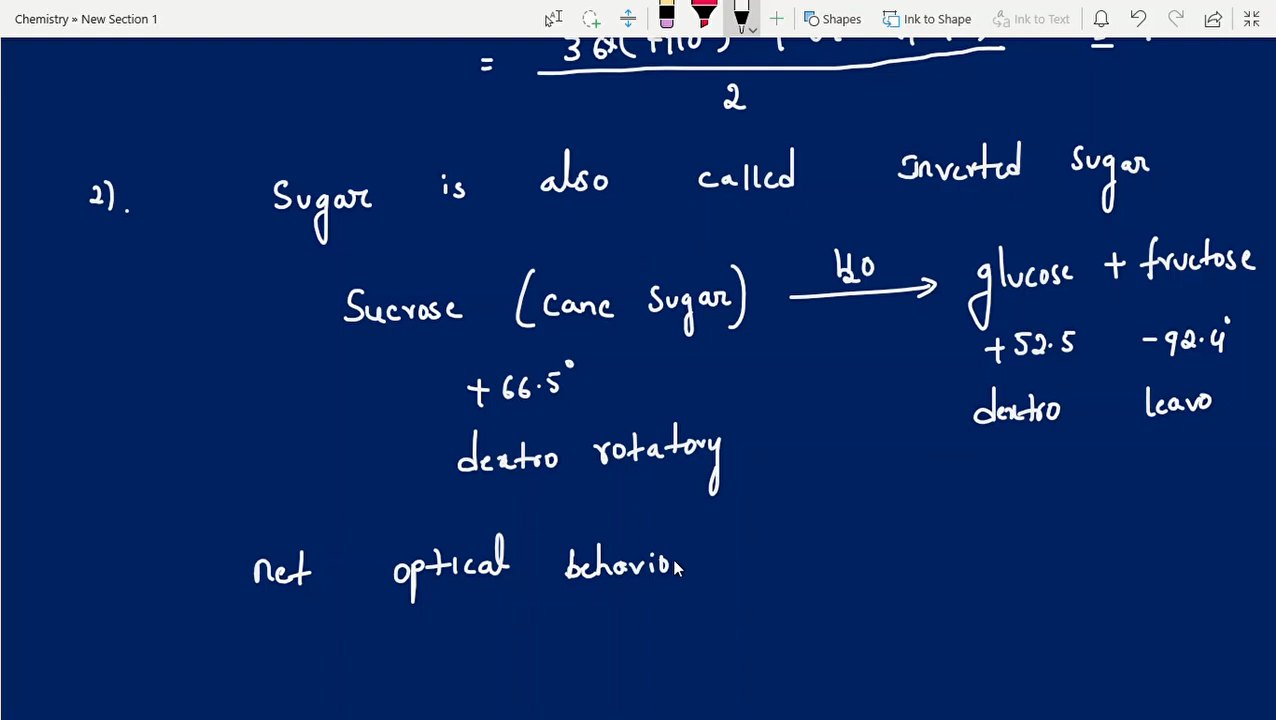 Chemistry » New Section 1
Shapes Ink to Shape Ink to Text
=
2
2). Sugar is also called Inverted Sugar
Sucrose (cane sugar) H2O glucose + fructose
+66.5° +52.5 -92.4°
dextro rotatory dextro leavo
net optical behavio